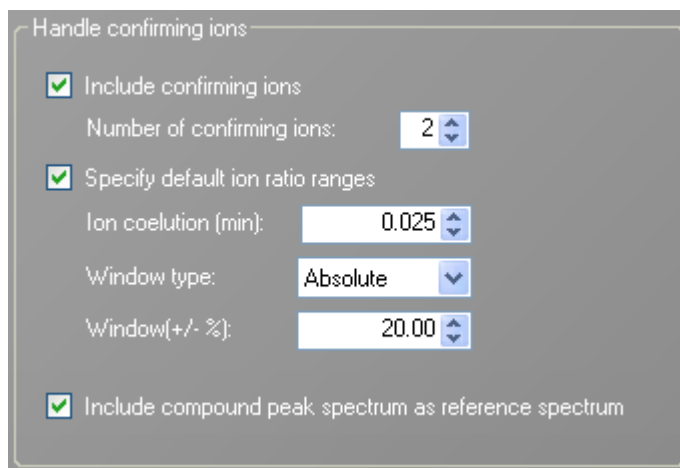 Handle confirming ions
Include confirming ions
Number of confirming ions: 2
Specify default ion ratio ranges
Ion coelution (min): 0.025
Window type: Absolute
Window(+/- %): 20.00
Include compound peak spectrum as reference spectrum